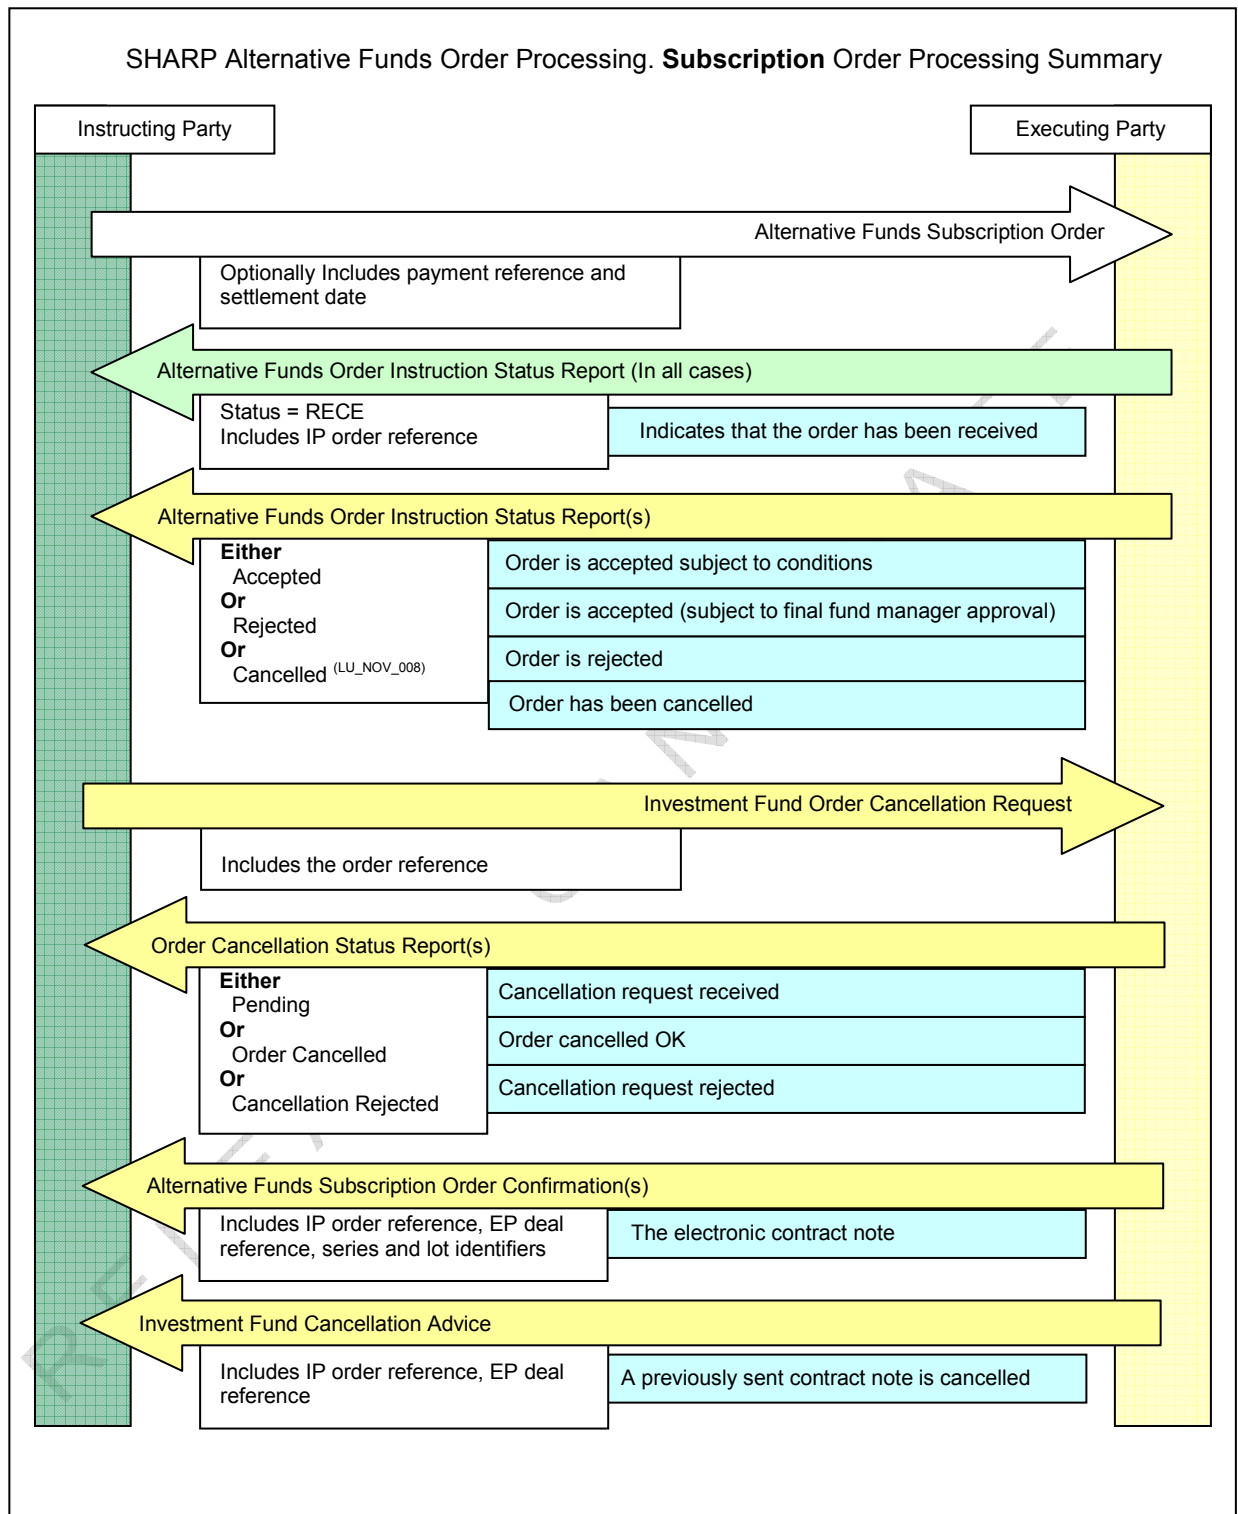 SHARP Alternative Funds Order Processing. Subscription Order Processing Summary
Instructing Party
Executing Party
Alternative Funds Subscription Order
Optionally Includes payment reference and
settlement date
Alternative Funds Order Instruction Status Report (In all cases)
Status = RECE
Includes IP order reference
Indicates that the order has been received
Alternative Funds Order Instruction Status Report(s)
Either
Accepted
Or
Rejected
Or
Cancelled (LU_NOV_008)
Order is accepted subject to conditions
Order is accepted (subject to final fund manager approval)
Order is rejected
Order has been cancelled
Investment Fund Order Cancellation Request
Includes the order reference
Order Cancellation Status Report(s)
Either
Pending
Or
Order Cancelled
Or
Cancellation Rejected
Cancellation request received
Order cancelled OK
Cancellation request rejected
Alternative Funds Subscription Order Confirmation(s)
Includes IP order reference, EP deal
reference, series and lot identifiers
The electronic contract note
Investment Fund Cancellation Advice
Includes IP order reference, EP deal
reference
A previously sent contract note is cancelled